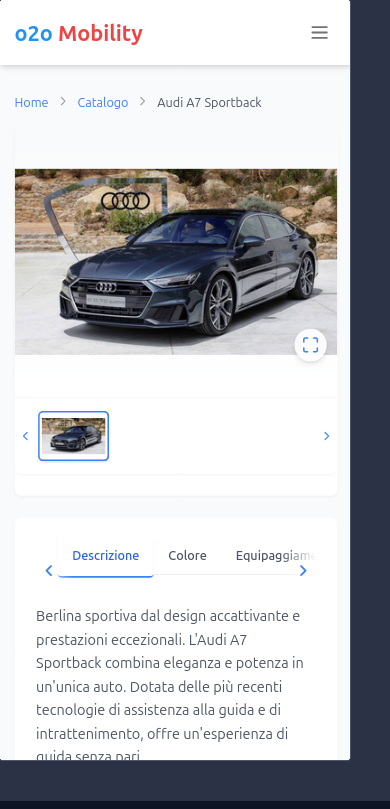 o2o Mobility
Home > Catalogo > Audi A7 Sportback
Descrizione Colore Equipaggiam
Berlina sportiva dal design accattivante e
prestazioni eccezionali. L'Audi A7
Sportback combina eleganza e potenza in
un'unica auto. Dotata delle più recenti
tecnologie di assistenza alla guida e di
intrattenimento, offre un'esperienza di
guida senza pari.